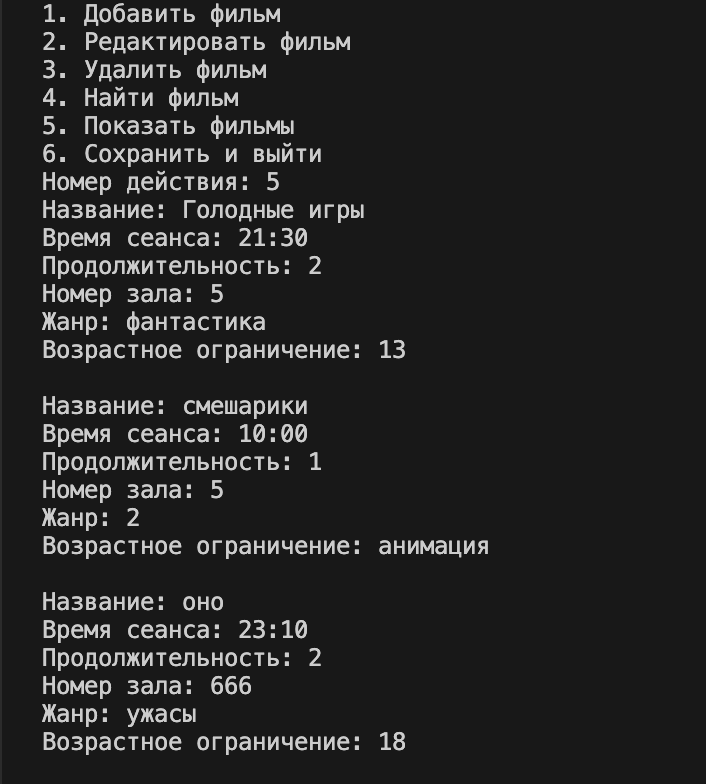 1. Добавить фильм
2. Редактировать фильм
3. Удалить фильм
4. Найти фильм
5. Показать фильмы
6. Сохранить и выйти
Номер действия: 5
Название: Голодные игры
Время сеанса: 21:30
Продолжительность: 2
Номер зала: 5
Жанр: фантастика
Возрастное ограничение: 13
Название: смешарики
Время сеанса: 10:00
Продолжительность: 1
Номер зала: 5
Жанр: 2
Возрастное ограничение: анимация
Название: оно
Время сеанса: 23:10
Продолжительность: 2
Номер зала: 666
Жанр: ужасы
Возрастное ограничение: 18